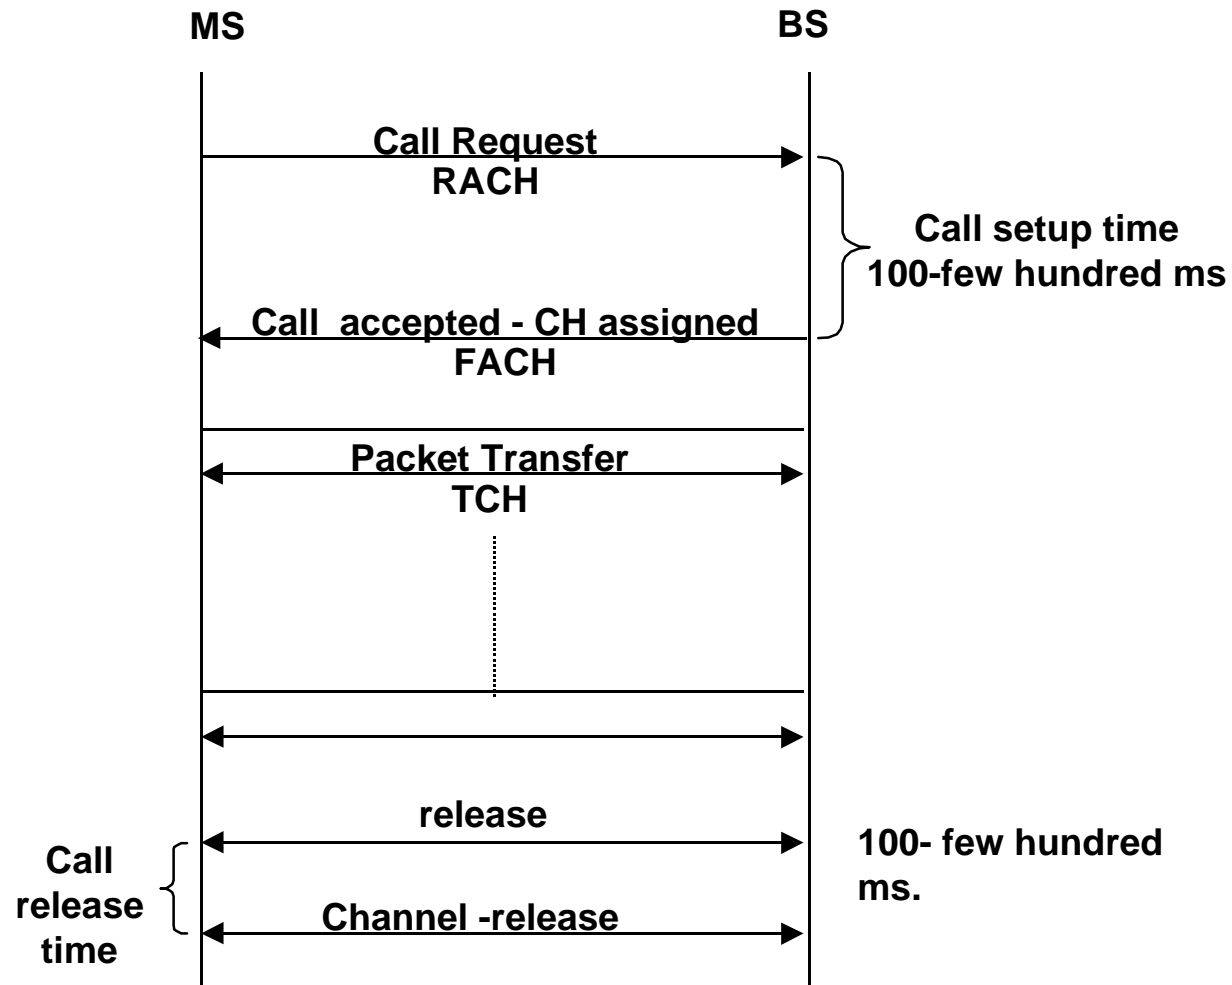 MS
BS
Call Request
RACH
Call setup time
100-few hundred ms
Call accepted - CH assigned
FACH
Packet Transfer
TCH
release
100- few hundred
ms.
Call
release
time
Channel -release